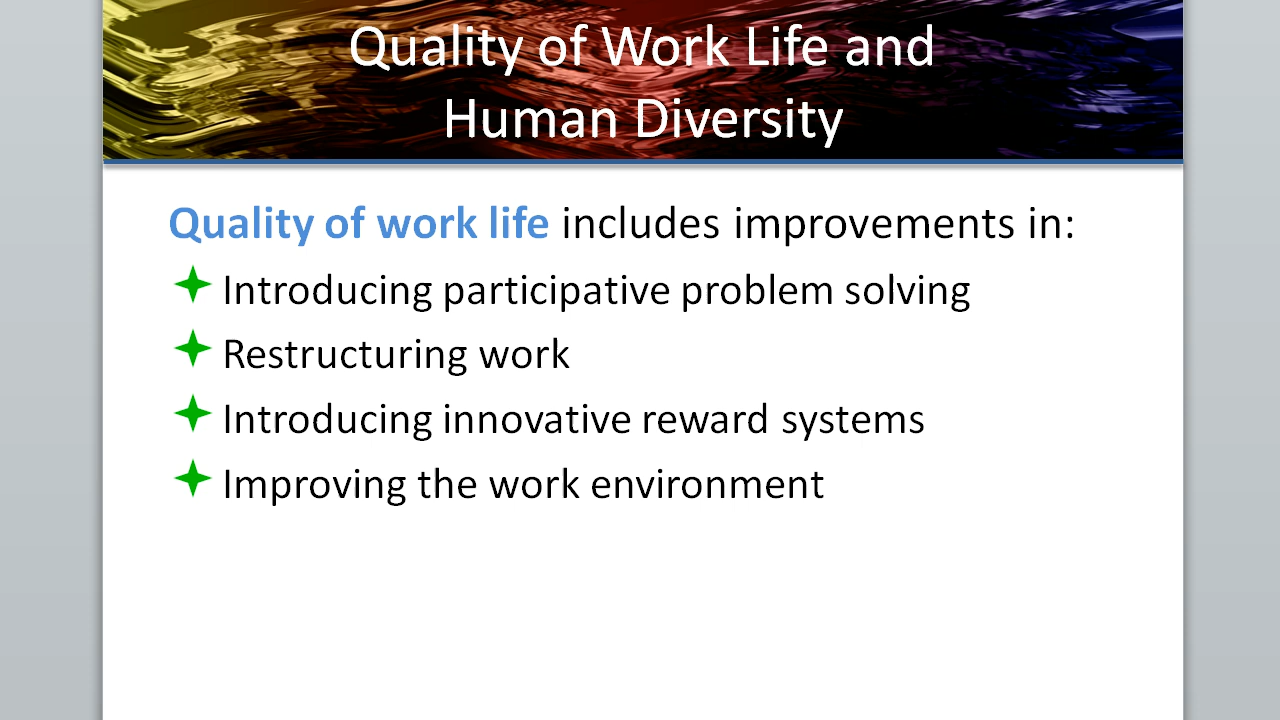 Quality of Work Life and
Human Diversity
Quality of work life includes improvements in:
Introducing participative problem solving
Restructuring work
Introducing innovative reward systems
Improving the work environment